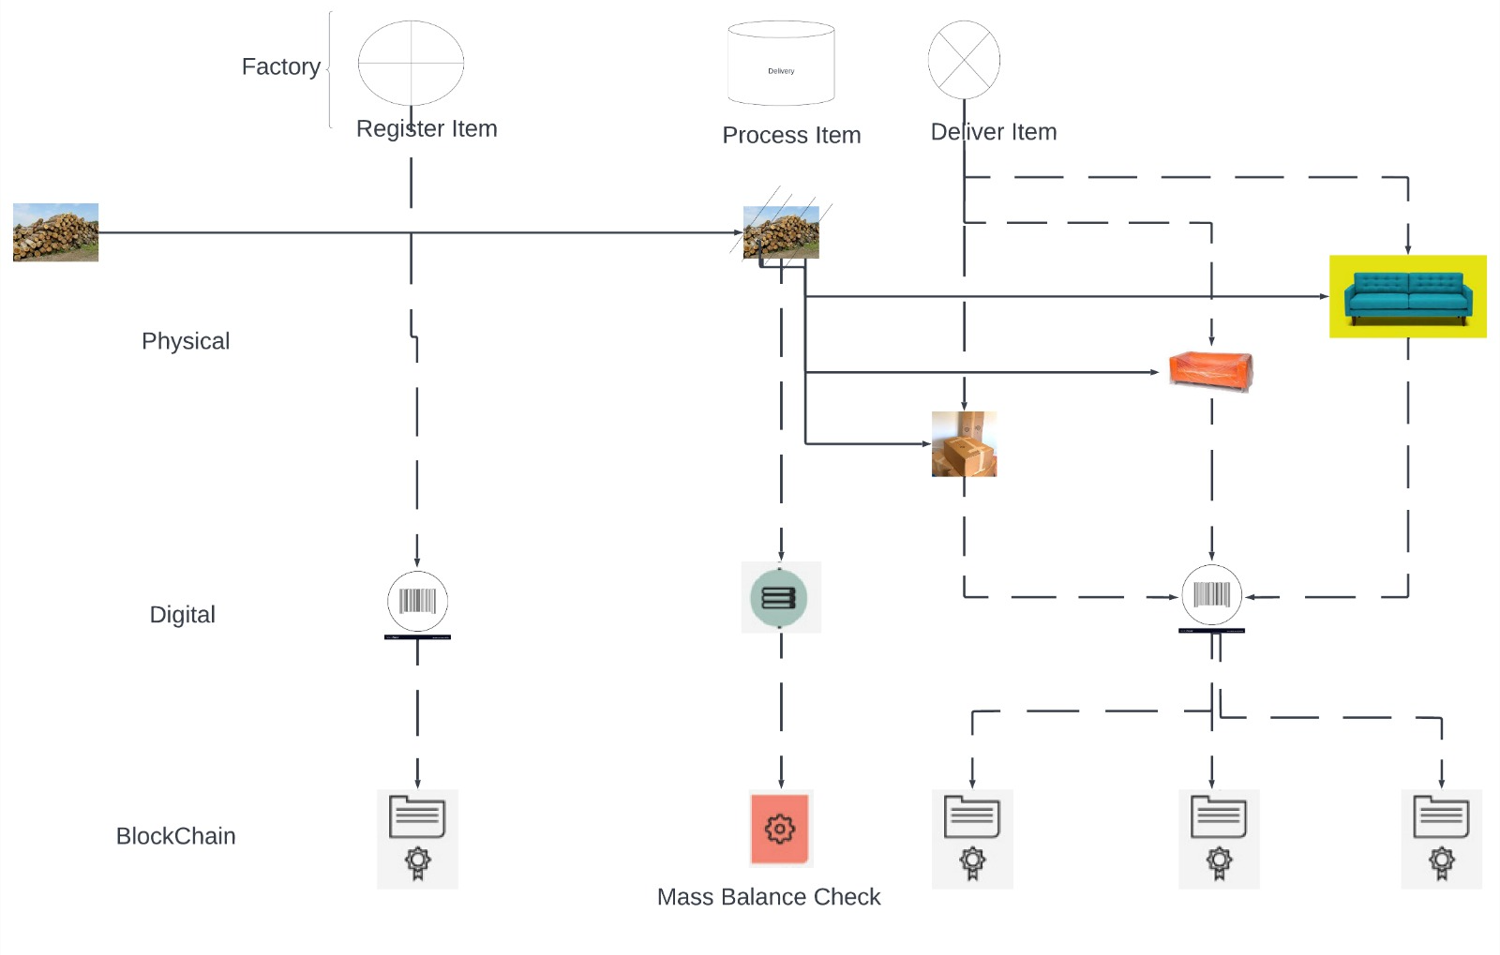 Factory
Delivery
Register Item
Process Item
Deliver Item
Physical
Digital
BlockChain
Mass Balance Check